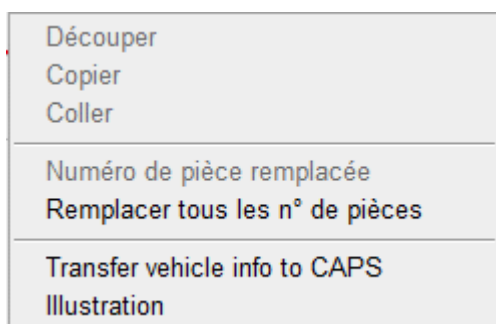 Découper
Copier
Coller
Numéro de pièce remplacée
Remplacer tous les n° de pièces
Transfer vehicle info to CAPS
Illustration